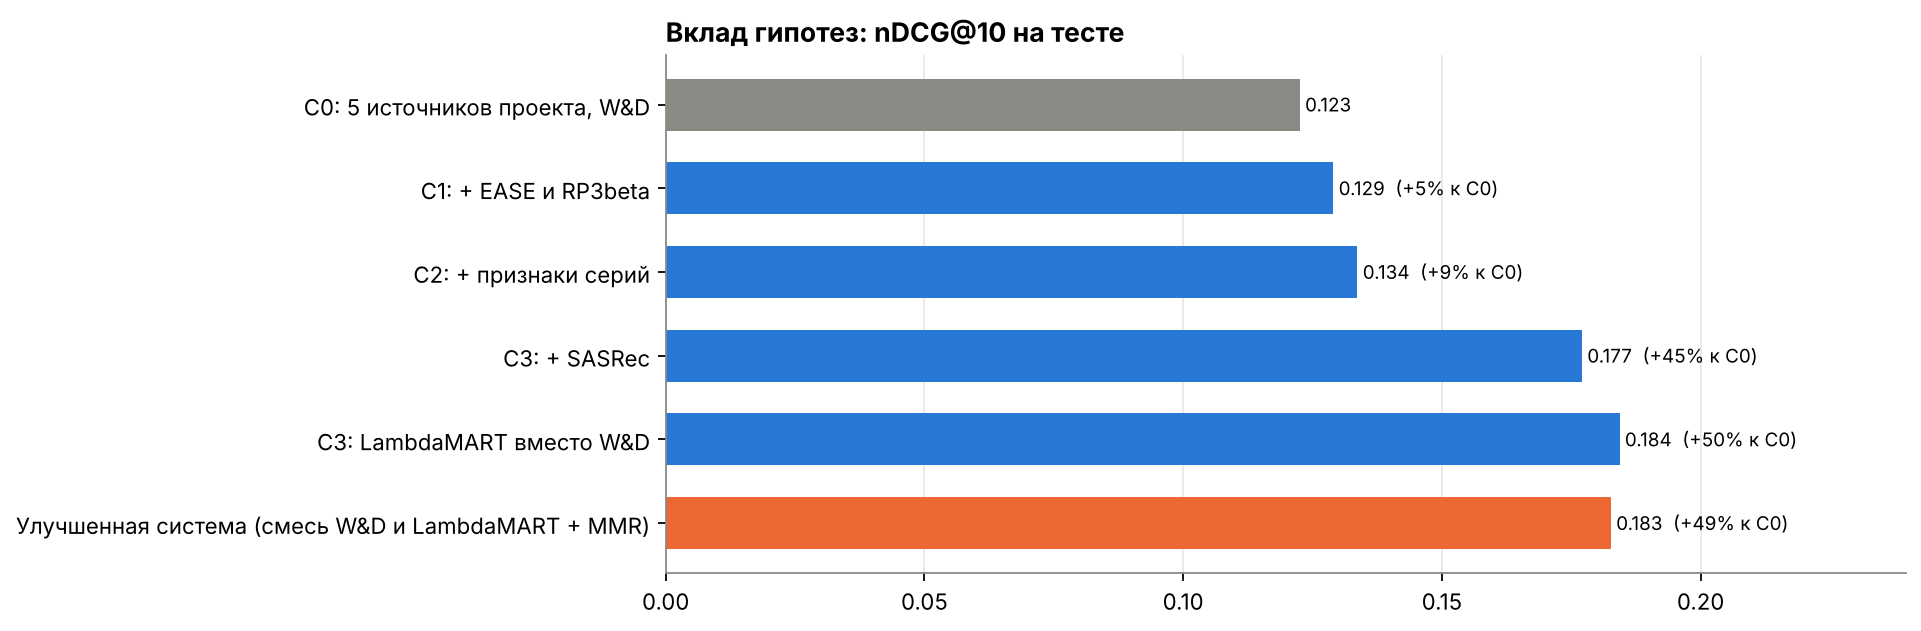 Вклад гипотез: nDCG@10 на тесте
C0: 5 источников проекта, W&D 0.123
C1: + EASE и RP3beta 0.129 (+5% к C0)
C2: + признаки серий 0.134 (+9% к C0)
C3: + SASRec 0.177 (+45% к C0)
C3: LambdaMART вместо W&D 0.184 (+50% к C0)
Улучшенная система (смесь W&D и LambdaMART + MMR) 0.183 (+49% к C0)
0.00 0.05 0.10 0.15 0.20